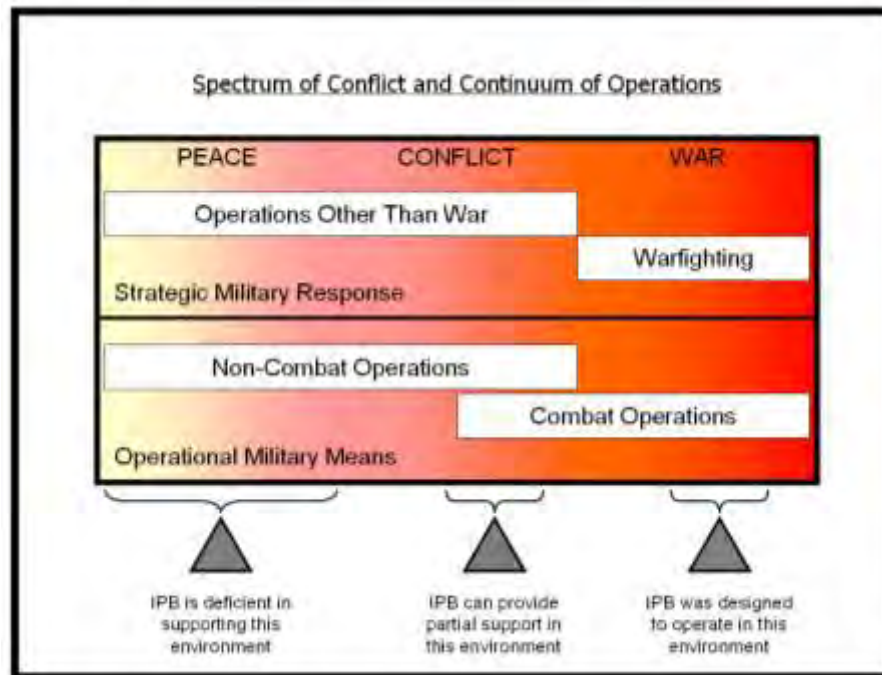 Spectrum of Conflict and Continuum of Operations
PEACE
CONFLICT
WAR
Operations Other Than War
Warfighting
Strategic Military Response
Non-Combat Operations
Combat Operations
Operational Military Means
IPB is deficient in
supporting this
environment
IPB can provide
partial support in
this environment
IPB was designed
to operate in this
environment